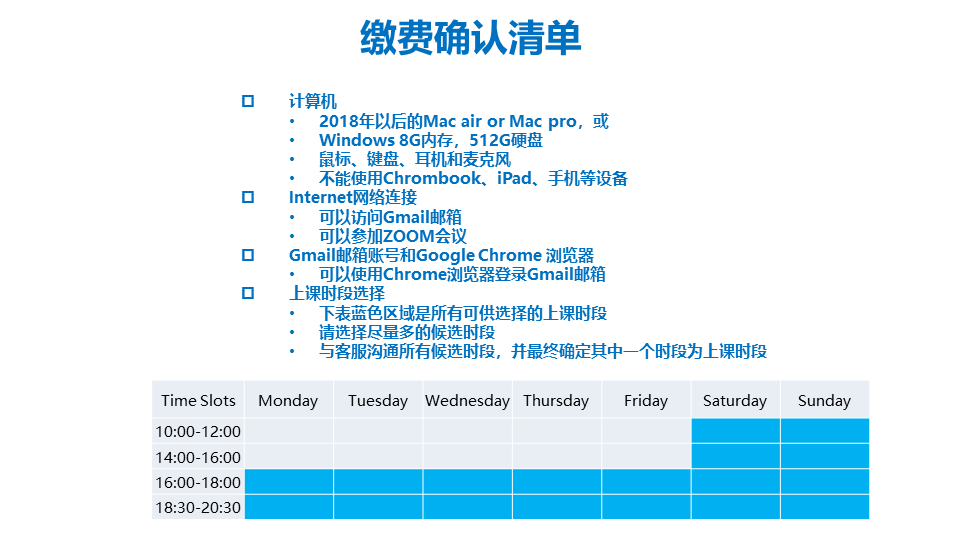 缴费确认清单
计算机
• 2018年以后的Mac air or Mac pro，或
• Windows 8G内存，512G硬盘
• 鼠标、键盘、耳机和麦克风
• 不能使用Chrombook、iPad、手机等设备
Internet网络连接
• 可以访问Gmail邮箱
• 可以参加ZOOM会议
Gmail邮箱账号和Google Chrome 浏览器
• 可以使用Chrome浏览器登录Gmail邮箱
上课时段选择
• 下表蓝色区域是所有可供选择的上课时段
• 请选择尽量多的候选时段
• 与客服沟通所有候选时段，并最终确定其中一个时段为上课时段
Time Slots Monday Tuesday Wednesday Thursday Friday Saturday Sunday
10:00-12:00
14:00-16:00
16:00-18:00
18:30-20:30